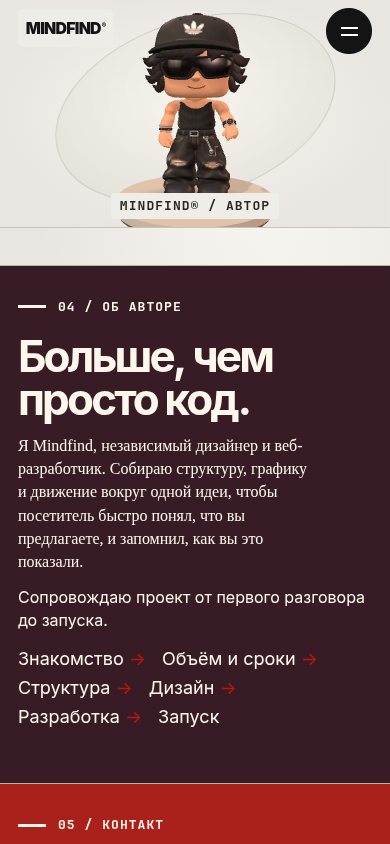 MINDFIND®
MINDFIND® / АВТОР
04 / ОБ АВТОРЕ
Больше, чем
просто код.
Я Mindfind, независимый дизайнер и веб-
разработчик. Собираю структуру, графику
и движение вокруг одной идеи, чтобы
посетитель быстро понял, что вы
предлагаете, и запомнил, как вы это
показали.
Сопровождаю проект от первого разговора
до запуска.
Знакомство → Объём и сроки →
Структура → Дизайн →
Разработка → Запуск
05 / КОНТАКТ